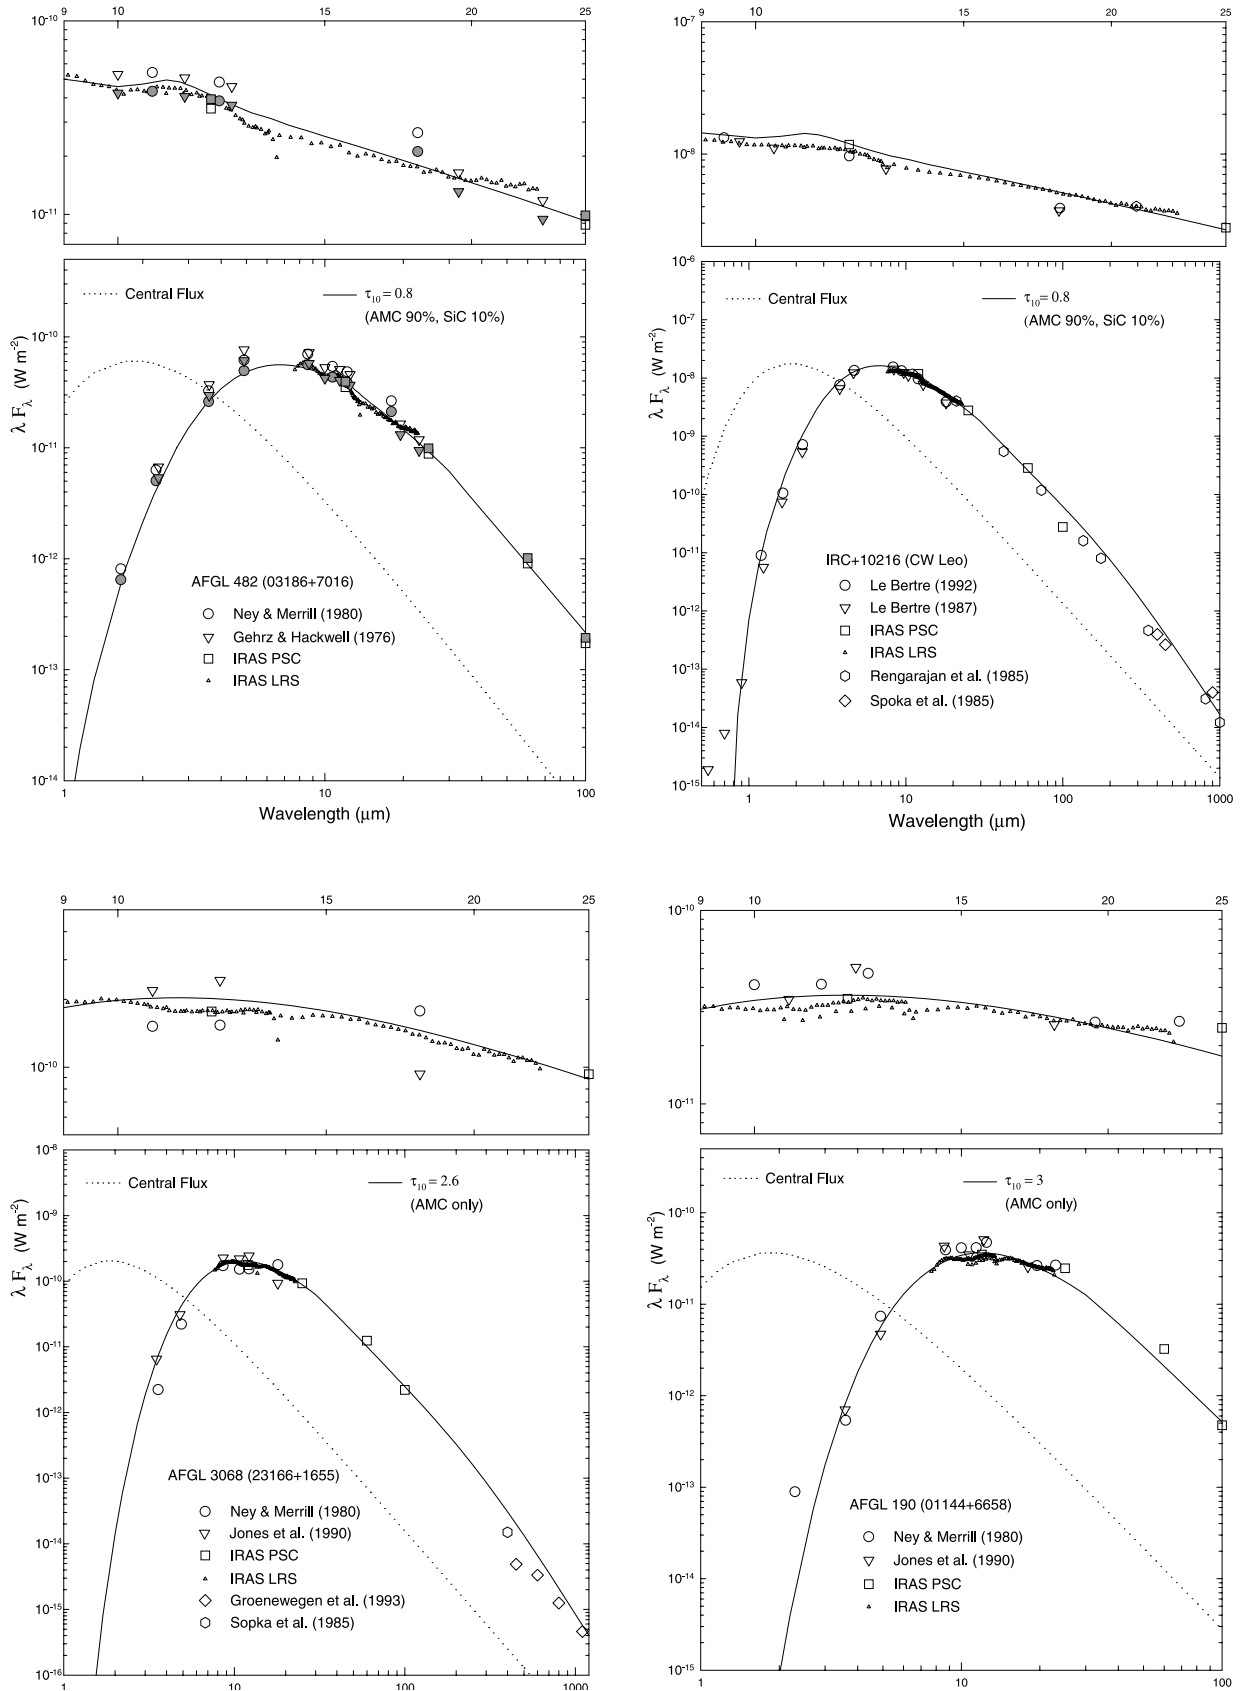 9 10 15 20 25
10⁻¹⁰
10⁻¹¹
Central Flux
τ₁₀ = 0.8
(AMC 90%, SiC 10%)
10⁻¹⁰
10⁻¹¹
10⁻¹²
10⁻¹³
10⁻¹⁴
λ F_λ (W m⁻²)
AFGL 482 (03186+7016)
Ney & Merrill (1980)
Gehrz & Hackwell (1976)
IRAS PSC
IRAS LRS
1 10 100
Wavelength (μm)
9 10 15 20 25
10⁻⁷
10⁻⁸
Central Flux
τ₁₀ = 0.8
(AMC 90%, SiC 10%)
10⁻⁶
10⁻⁷
10⁻⁸
10⁻⁹
10⁻¹⁰
10⁻¹¹
10⁻¹²
10⁻¹³
10⁻¹⁴
10⁻¹⁵
λ F_λ (W m⁻²)
IRC+10216 (CW Leo)
Le Bertre (1992)
Le Bertre (1987)
IRAS PSC
IRAS LRS
Rengarajan et al. (1985)
Spoka et al. (1985)
1 10 100 1000
Wavelength (μm)
9 10 15 20 25
10⁻¹⁰
Central Flux
τ₁₀ = 2.6
(AMC only)
10⁻⁸
10⁻⁹
10⁻¹⁰
10⁻¹¹
10⁻¹²
10⁻¹³
10⁻¹⁴
10⁻¹⁵
10⁻¹⁶
λ F_λ (W m⁻²)
AFGL 3068 (23166+1655)
Ney & Merrill (1980)
Jones et al. (1990)
IRAS PSC
IRAS LRS
Groenewegen et al. (1993)
Sopka et al. (1985)
1 10 100 1000
9 10 15 20 25
10⁻¹⁰
10⁻¹¹
Central Flux
τ₁₀ = 3
(AMC only)
10⁻¹⁰
10⁻¹¹
10⁻¹²
10⁻¹³
10⁻¹⁴
10⁻¹⁵
λ F_λ (W m⁻²)
AFGL 190 (01144+6658)
Ney & Merrill (1980)
Jones et al. (1990)
IRAS PSC
IRAS LRS
1 10 100